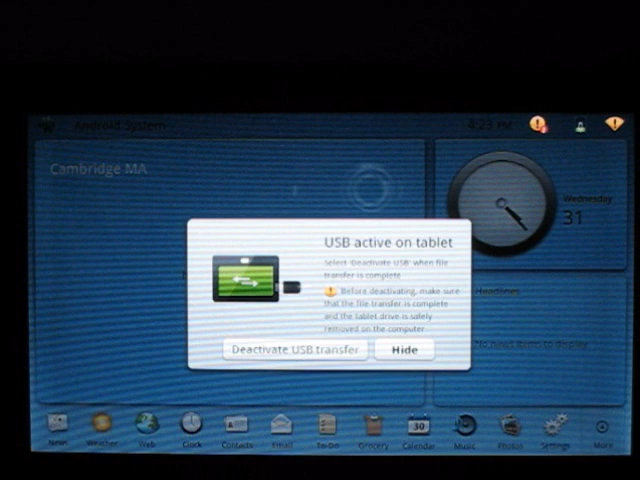 Android System
4:23 PM
Cambridge MA
Wednesday
31
USB active on tablet
Select 'Deactivate USB' when file
transfer is complete
Before deactivating, make sure
that the file transfer is complete
and the tablet drive is safely
removed on the computer
Deactivate USB transfer
Hide
Headlines
No news items to display
News
Weather
Web
Clock
Contacts
Email
To-Do
Grocery
30
Calendar
Music
Photos
Settings
More